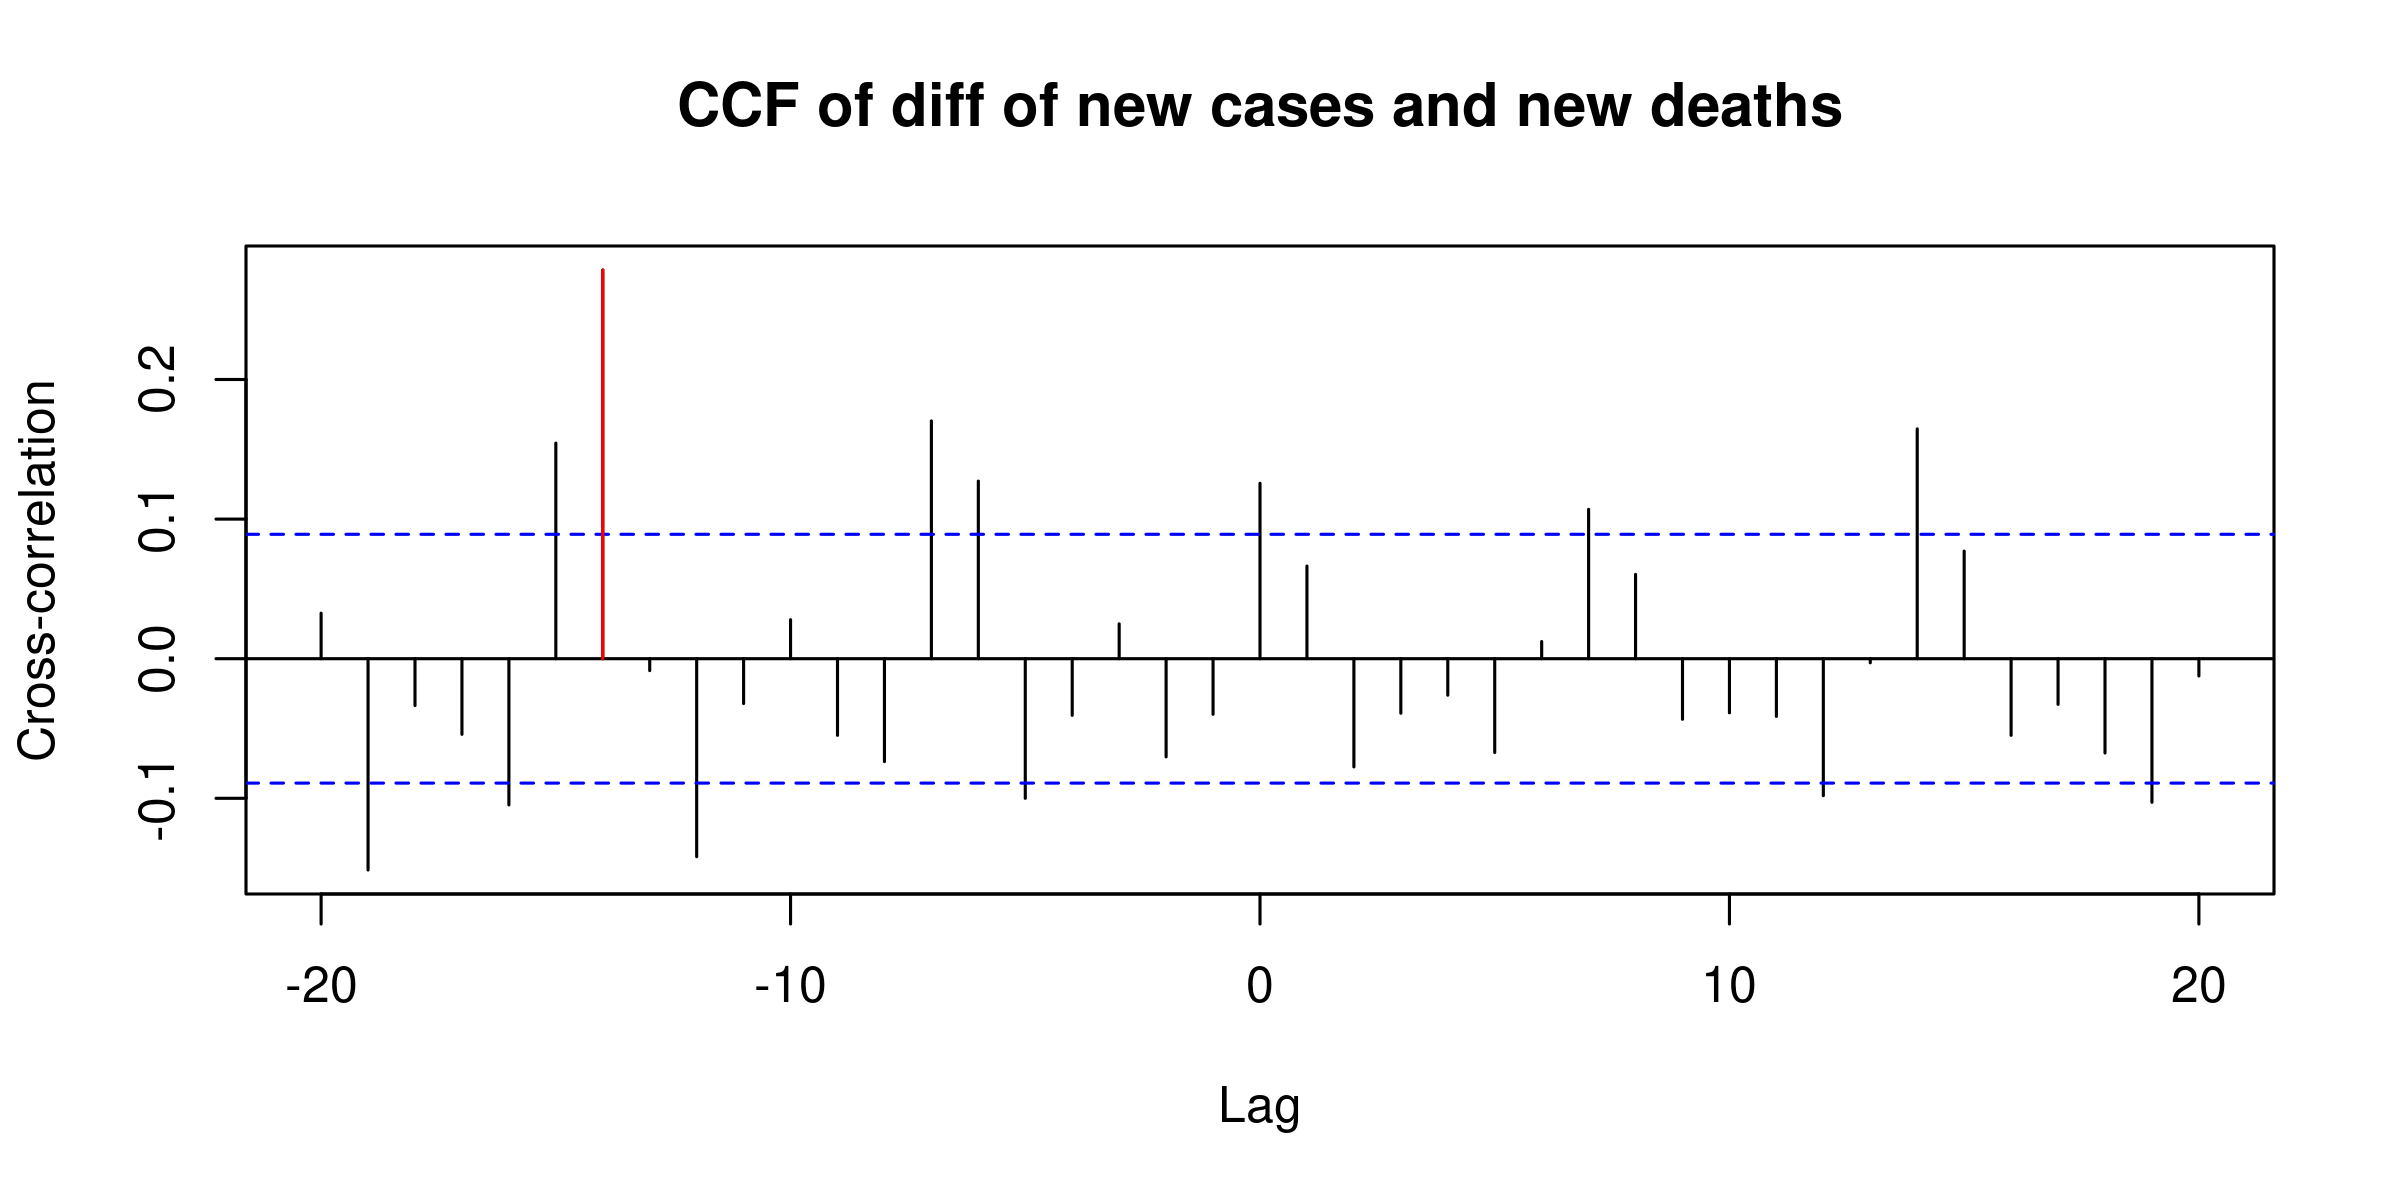 CCF of diff of new cases and new deaths
Cross-correlation
0.2
0.1
0.0
-0.1
-20 -10 0 10 20
Lag